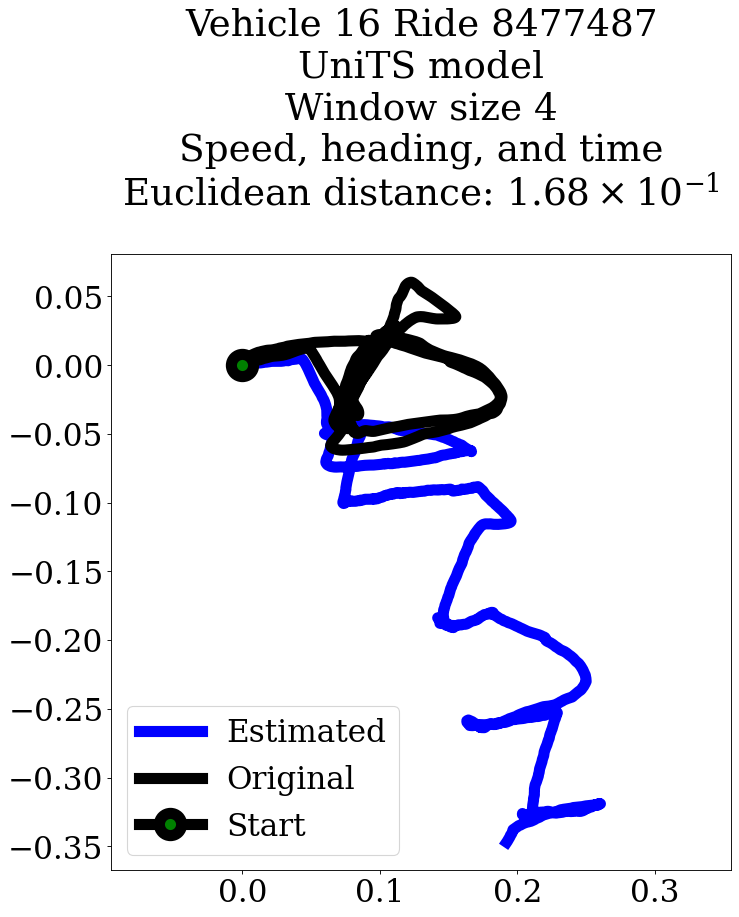 Vehicle 16 Ride 8477487
UniTS model
Window size 4
Speed, heading, and time
Euclidean distance: 1.68 × 10⁻¹
0.05
0.00
−0.05
−0.10
−0.15
−0.20
−0.25
−0.30
−0.35
Estimated
Original
Start
0.0 0.1 0.2 0.3